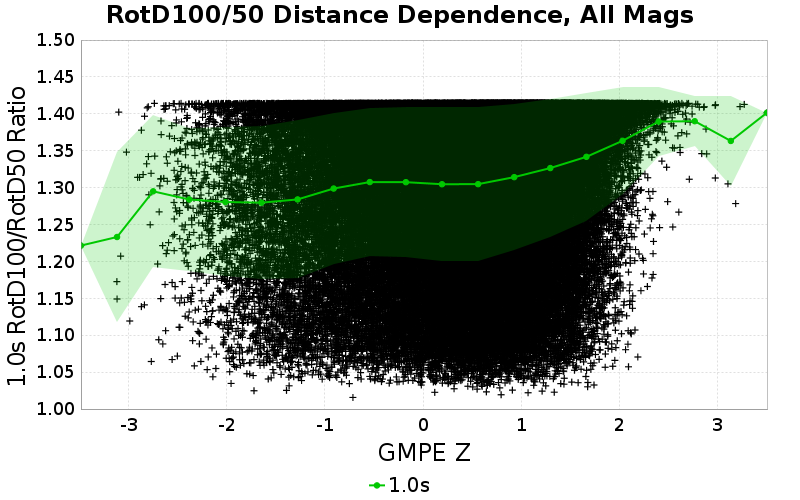 RotD100/50 Distance Dependence, All Mags
1.0s RotD100/RotD50 Ratio
1.50
1.45
1.40
1.35
1.30
1.25
1.20
1.15
1.10
1.05
1.00
-3 -2 -1 0 1 2 3
GMPE Z
1.0s